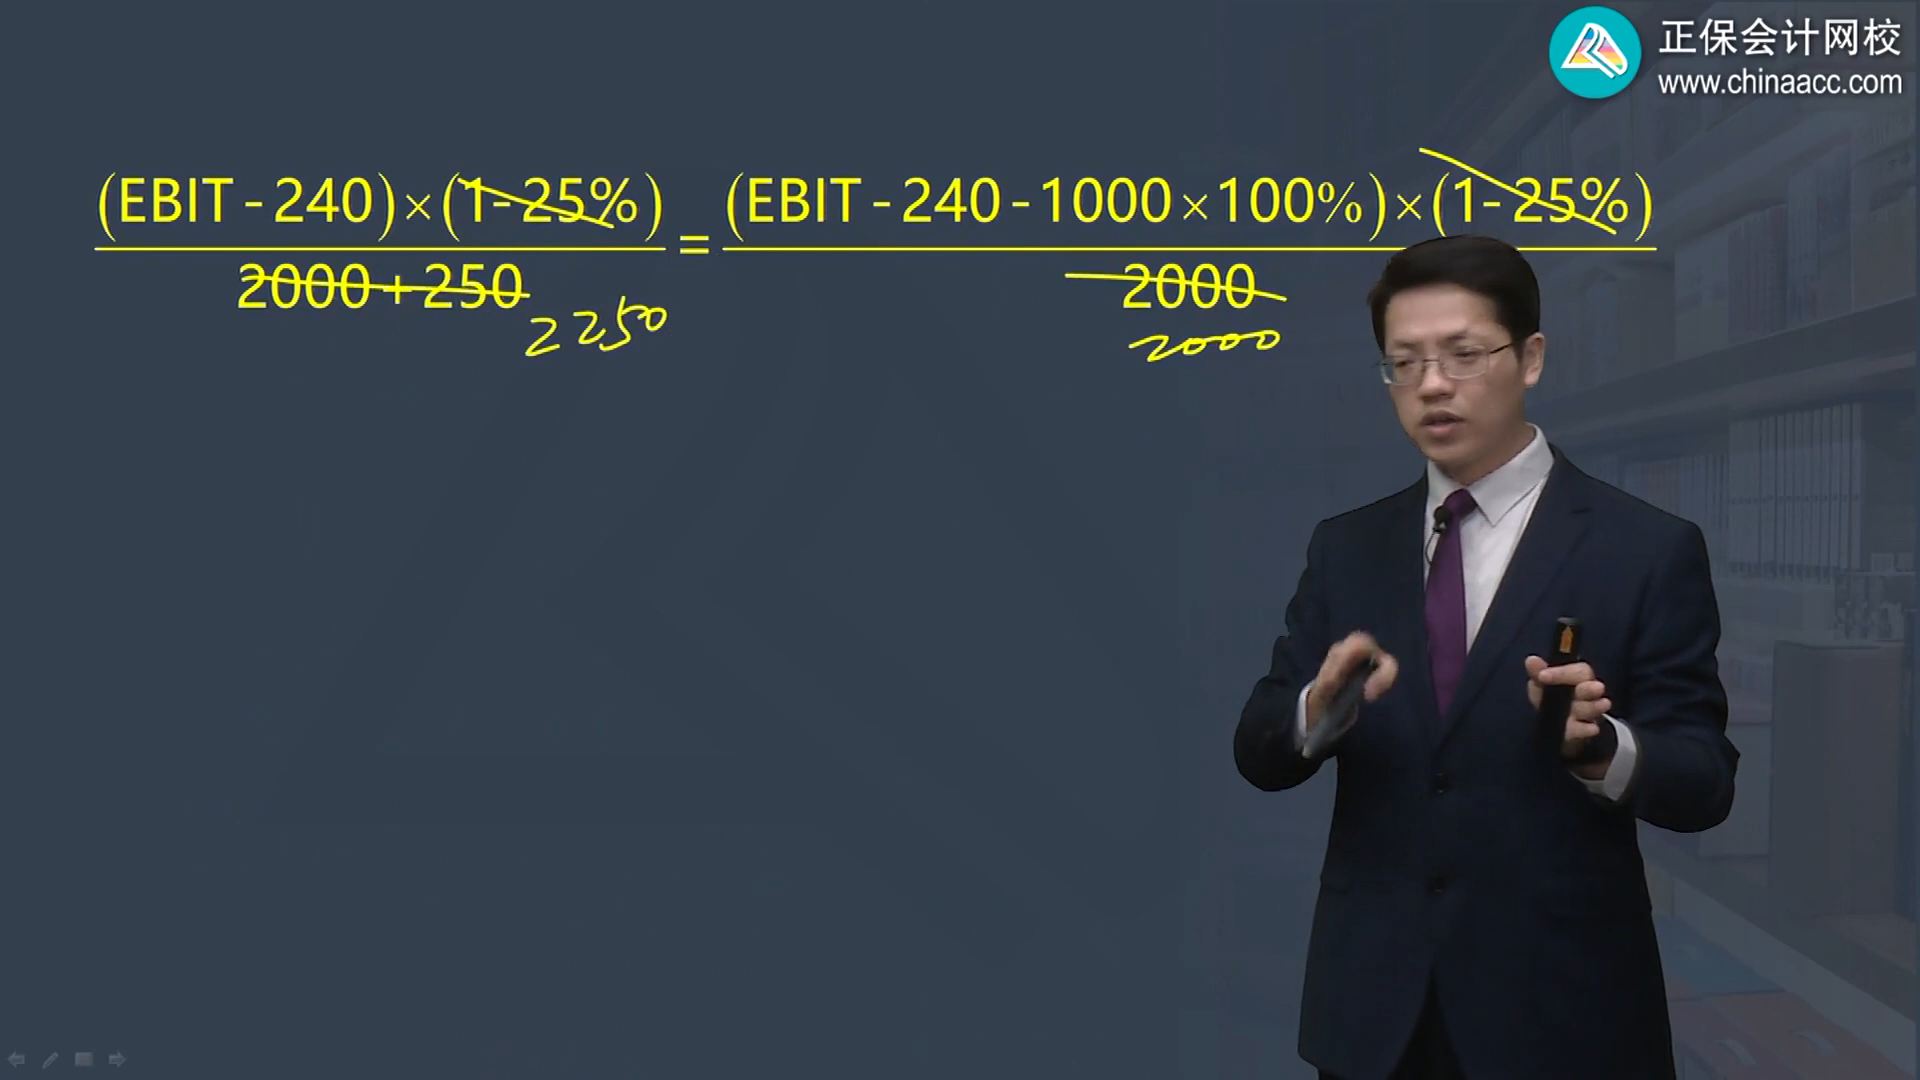 正保会计网校
www.chinaacc.com
(EBIT-240)×(1-25%) = (EBIT-240-1000×100%)×(1-25%)
2000+250 2000
2250 2000